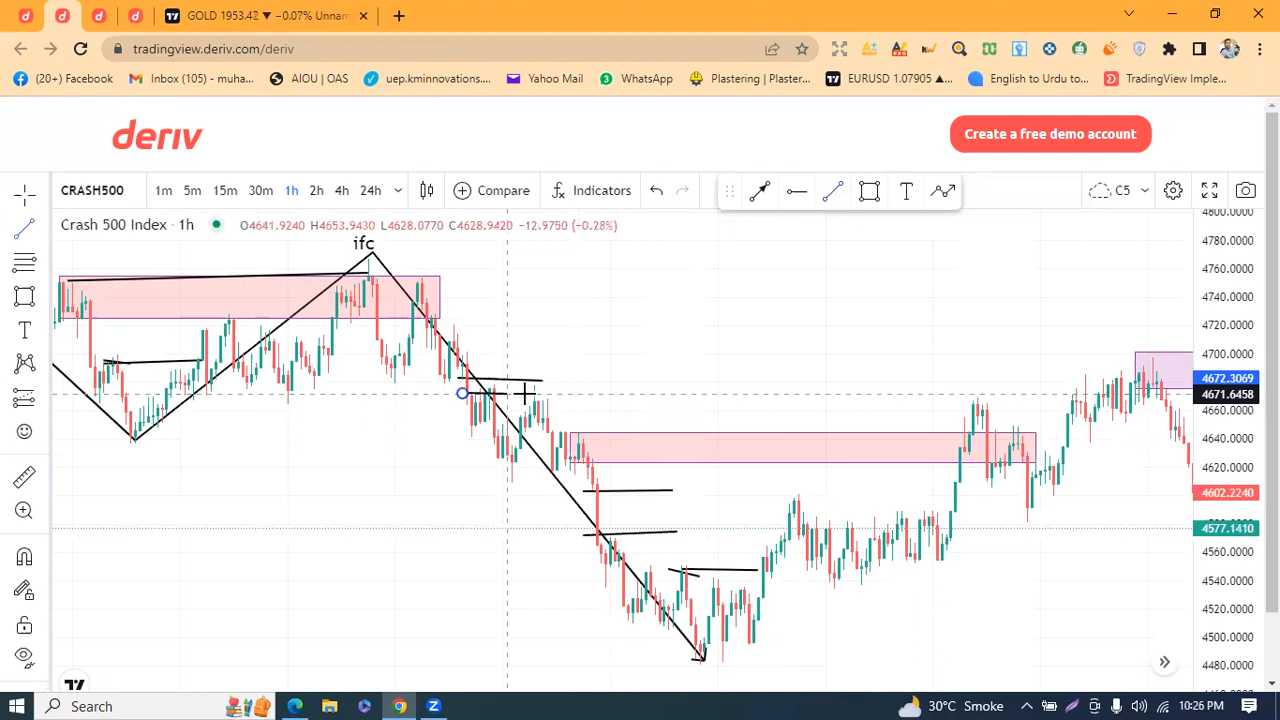 GOLD 1953.42 ▼ −0.07% Unnam
tradingview.deriv.com/deriv
(20+) Facebook
Inbox (105) - muha...
AIOU | OAS
uep.kminnovations....
Yahoo Mail
WhatsApp
Plastering | Plaster...
EURUSD 1.07905 ▲...
English to Urdu to...
TradingView Imple...
deriv
Create a free demo account
CRASH500
1m 5m 15m 30m 1h 2h 4h 24h
Compare
Indicators
T
C5
Crash 500 Index · 1h
O4641.9240 H4653.9430 L4628.0770 C4628.9420 −12.9750 (−0.28%)
ifc
4800.0000
4780.0000
4760.0000
4740.0000
4720.0000
4700.0000
4672.3069
4671.6458
4660.0000
4640.0000
4620.0000
4602.2240
4577.1410
4560.0000
4540.0000
4520.0000
4500.0000
4480.0000
Search
30°C Smoke
10:26 PM